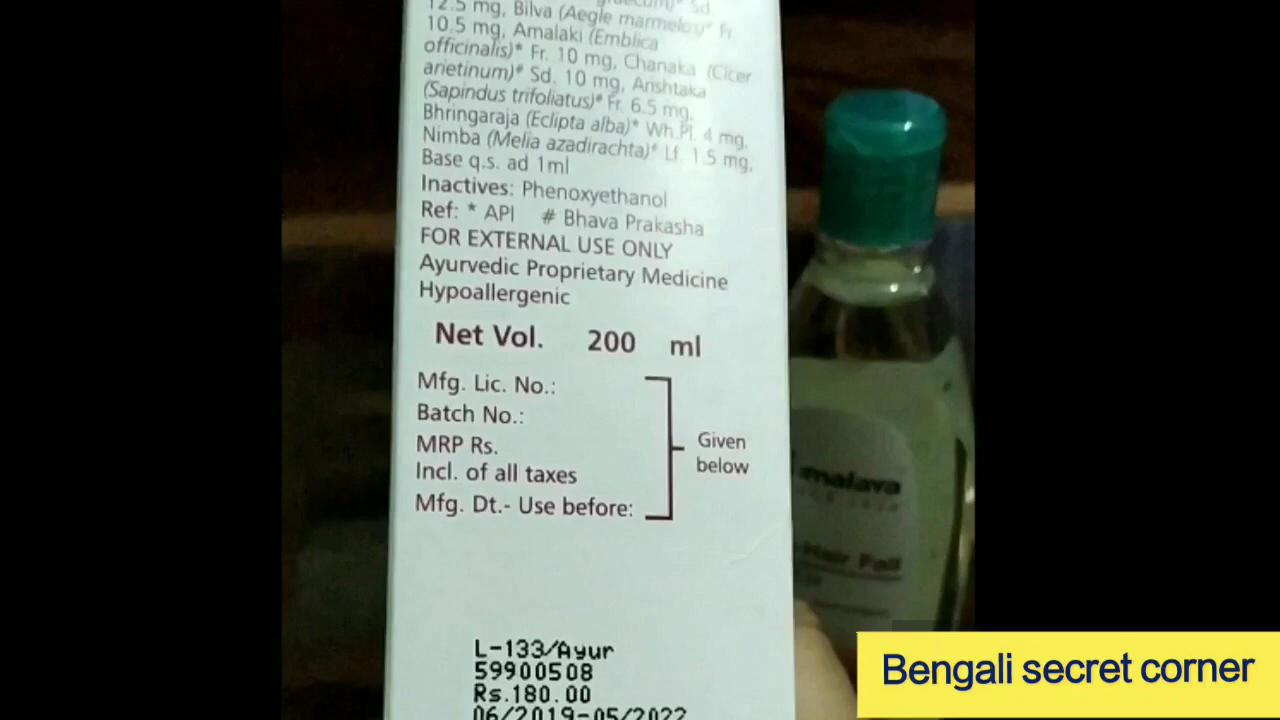 12.5 mg, Bilva (Aegle marmelos)* Fr.
10.5 mg, Amalaki (Emblica
officinalis)* Fr. 10 mg, Chanaka (Cicer
arietinum)# Sd. 10 mg, Arishtaka
(Sapindus trifoliatus)# Fr. 6.5 mg,
Bhringaraja (Eclipta alba)* Wh.Pl. 4 mg,
Nimba (Melia azadirachta)# Lf. 1.5 mg,
Base q.s. ad 1ml
Inactives: Phenoxyethanol
Ref: * API # Bhava Prakasha
FOR EXTERNAL USE ONLY
Ayurvedic Proprietary Medicine
Hypoallergenic
Net Vol. 200 ml
Mfg. Lic. No.:
Batch No.:
MRP Rs.
Incl. of all taxes
Mfg. Dt.- Use before:
Given
below
L-133/Ayur
59900508
Rs.180.00
06/2019-05/2022
Hair Fall
Bengali secret corner